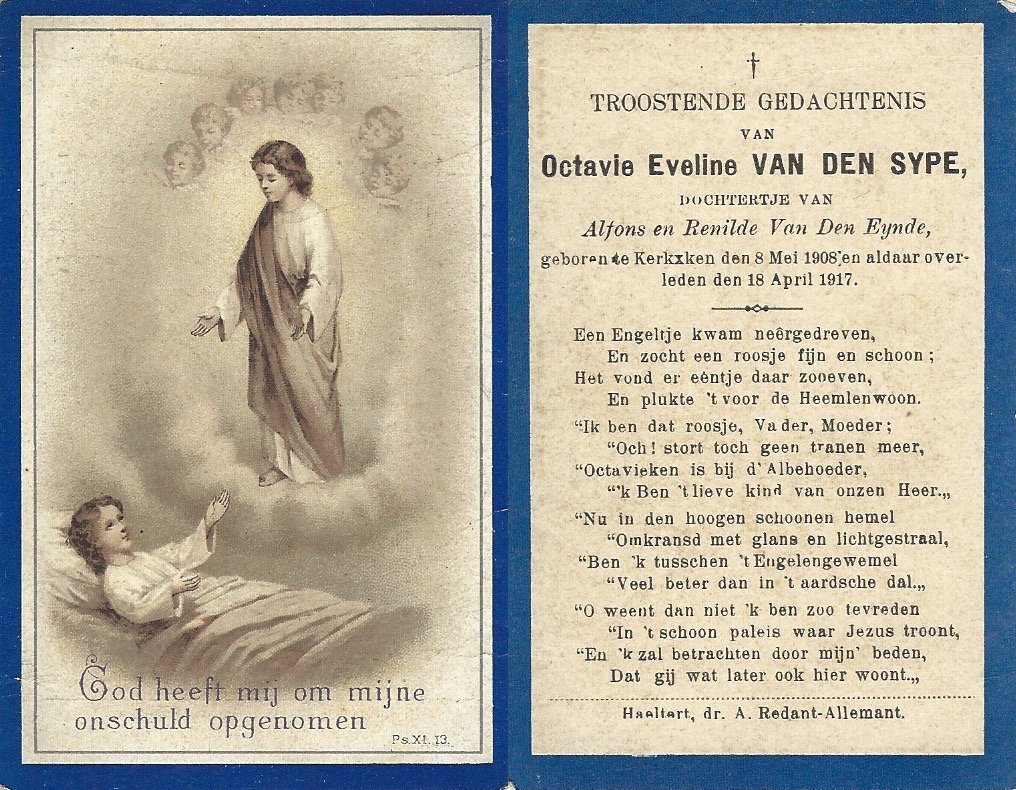 God heeft mij om mijne
onschuld opgenomen
Ps. XL. 13.
†
TROOSTENDE GEDACHTENIS
VAN
Octavie Eveline VAN DEN SYPE,
DOCHTERTJE VAN
Alfons en Renilde Van Den Eynde,
geboren te Kerkxken den 8 Mei 1908 en aldaar over-
leden den 18 April 1917.
Een Engeltje kwam neêrgedreven,
En zocht een roosje fijn en schoon ;
Het vond er eéntje daar zooeven,
En plukte 't voor de Heemlenwoon.
“Ik ben dat roosje, Vader, Moeder ;
“Och ! stort toch geen tranen meer,
“Octavieken is bij d'Albehoeder,
“'k Ben 't lieve kind van onzen Heer.„
“Nu in den hoogen schoonen hemel
“Omkransd met glans en lichtgestraal,
“Ben 'k tusschen 't Engelengewemel
“Veel beter dan in 't aardsche dal.„
“O weent dan niet 'k ben zoo tevreden
“In 't schoon paleis waar Jezus troont,
“En 'k zal betrachten door mijn' beden,
Dat gij wat later ook hier woont.„
Haeltert, dr. A. Redant-Allemant.